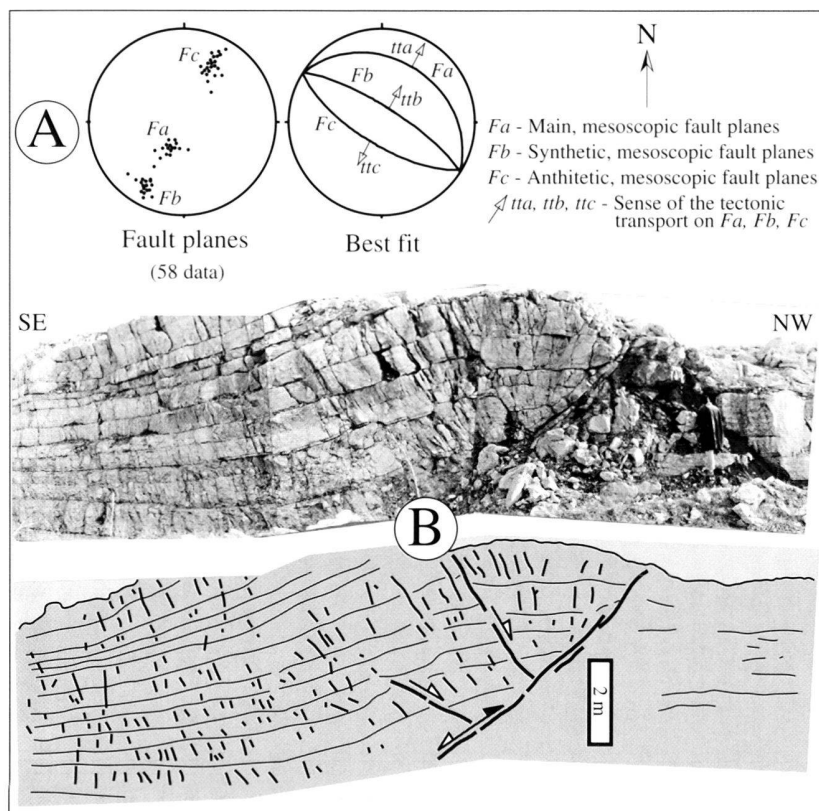 A
Fc
Fa
Fb
Fault planes
(58 data)
tta
Fa
Fb
ttb
Fc
ttc
Best fit
N
Fa - Main, mesoscopic fault planes
Fb - Synthetic, mesoscopic fault planes
Fc - Anthitetic, mesoscopic fault planes
tta, ttb, ttc - Sense of the tectonic
transport on Fa, Fb, Fc
SE
NW
B
2 m